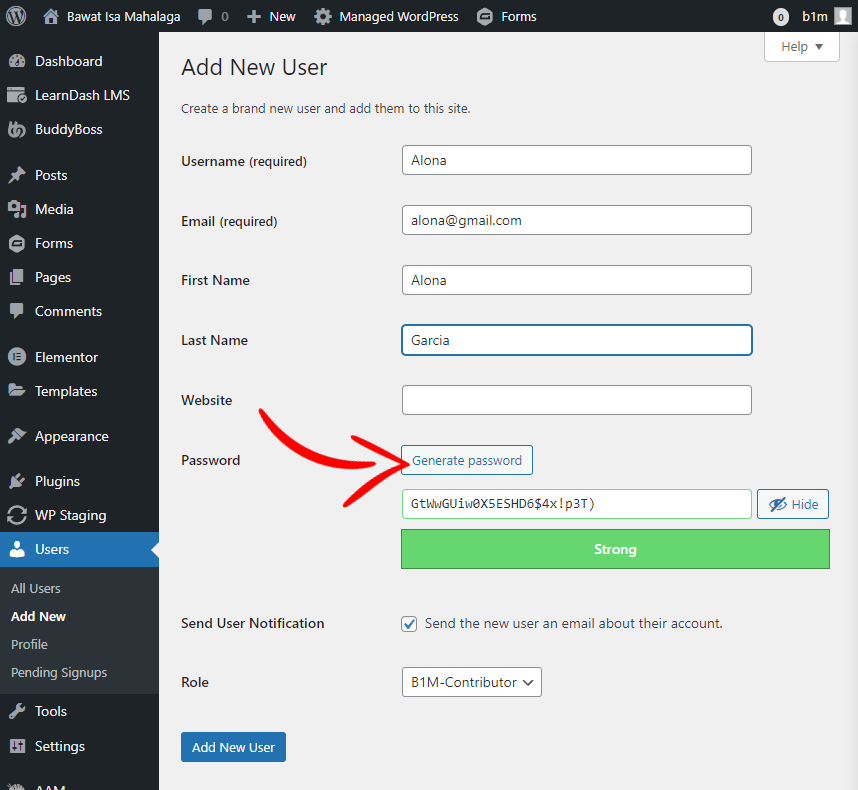 Bawat Isa Mahalaga 0 New Managed WordPress Forms 0 b1m
Help
Dashboard
LearnDash LMS
BuddyBoss
Posts
Media
Forms
Pages
Comments
Elementor
Templates
Appearance
Plugins
WP Staging
Users
All Users
Add New
Profile
Pending Signups
Tools
Settings
AAM
Add New User
Create a brand new user and add them to this site.
Username (required) Alona
Email (required) alona@gmail.com
First Name Alona
Last Name Garcia
Website
Password Generate password
GtWwGUiw0X5ESHD6$4x!p3T) Hide
Strong
Send User Notification Send the new user an email about their account.
Role B1M-Contributor
Add New User